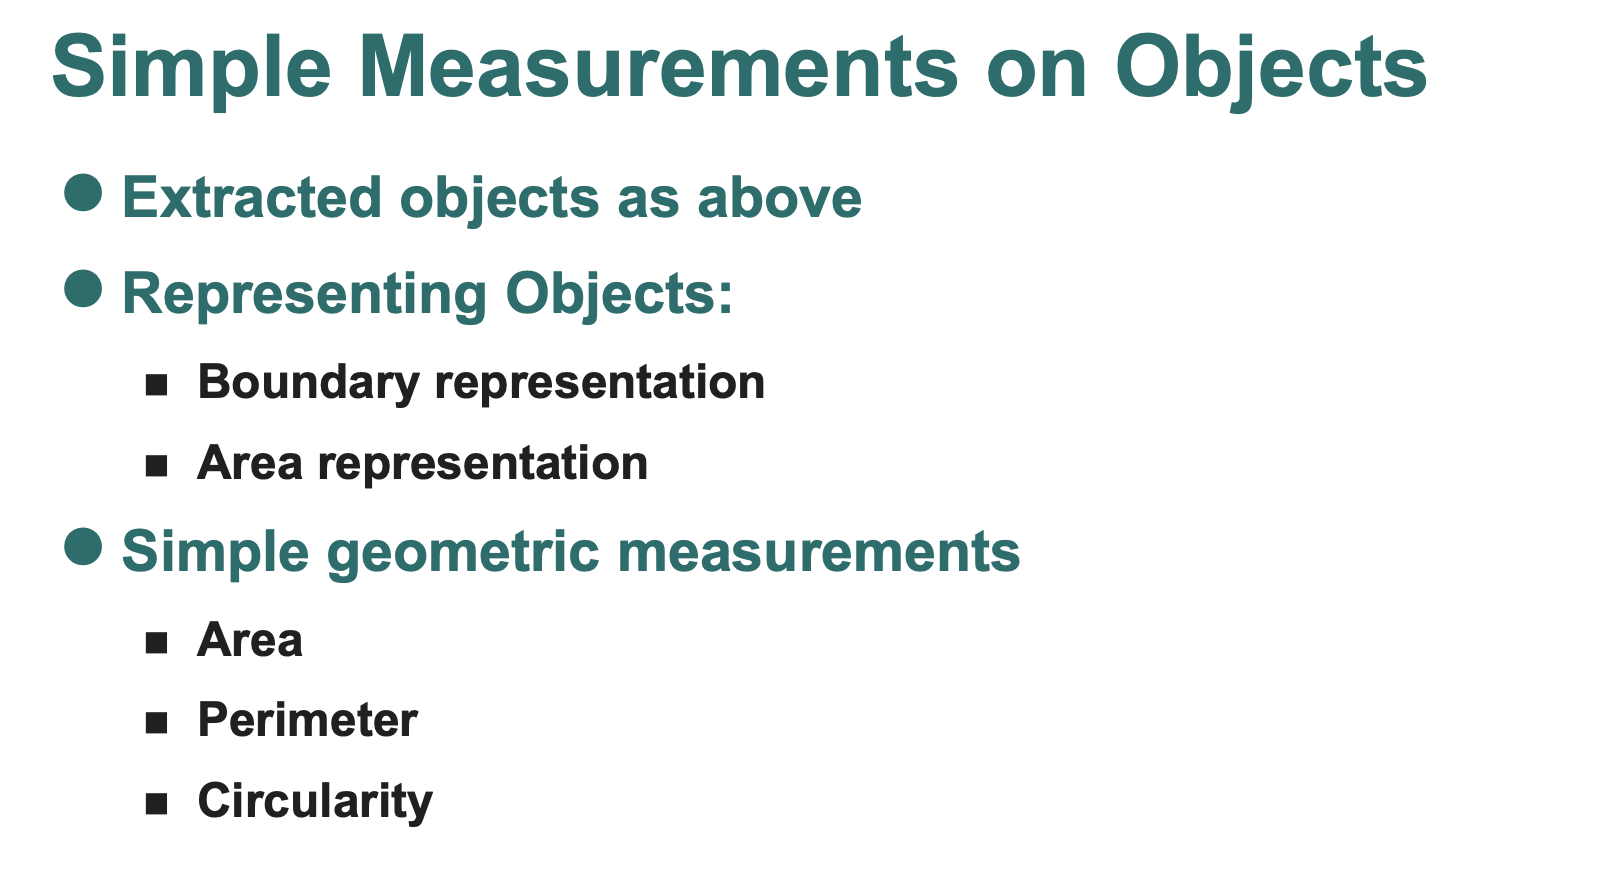 Simple Measurements on Objects
● Extracted objects as above
● Representing Objects:
■ Boundary representation
■ Area representation
● Simple geometric measurements
■ Area
■ Perimeter
■ Circularity